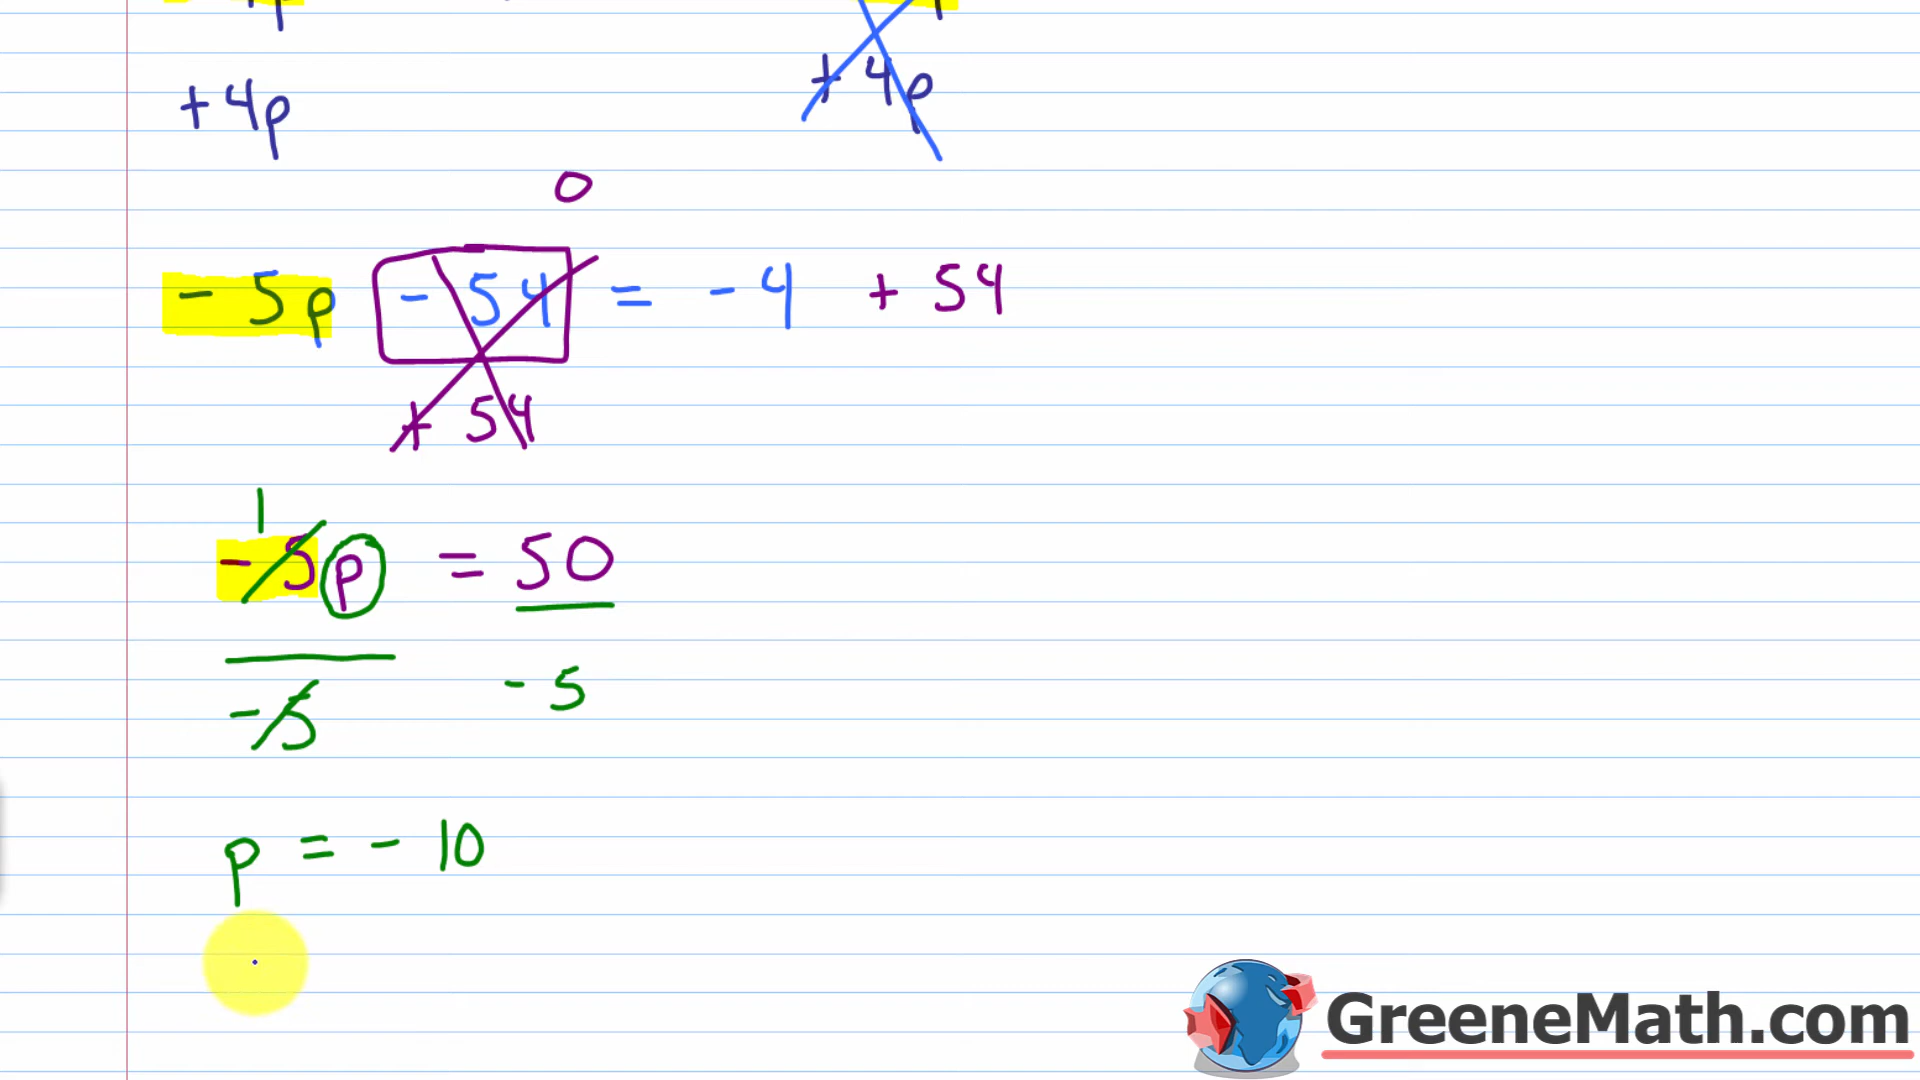 + 4p + 4p
0
- 5p - 54 = - 4 + 54
+ 54
1
- 5p = 50
- 5 - 5
p = - 10
GreeneMath.com